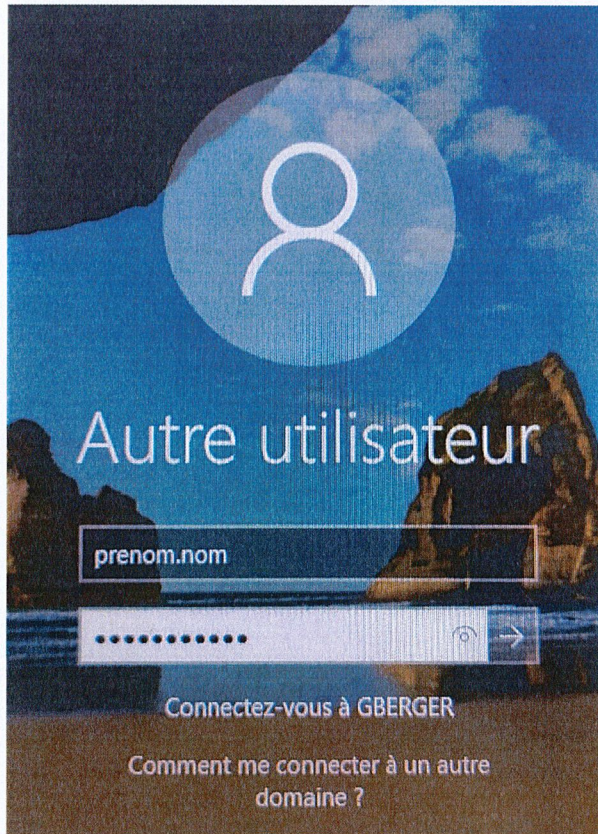 Autre utilisateur
prenom.nom
Connectez-vous à GBERGER
Comment me connecter à un autre
domaine ?